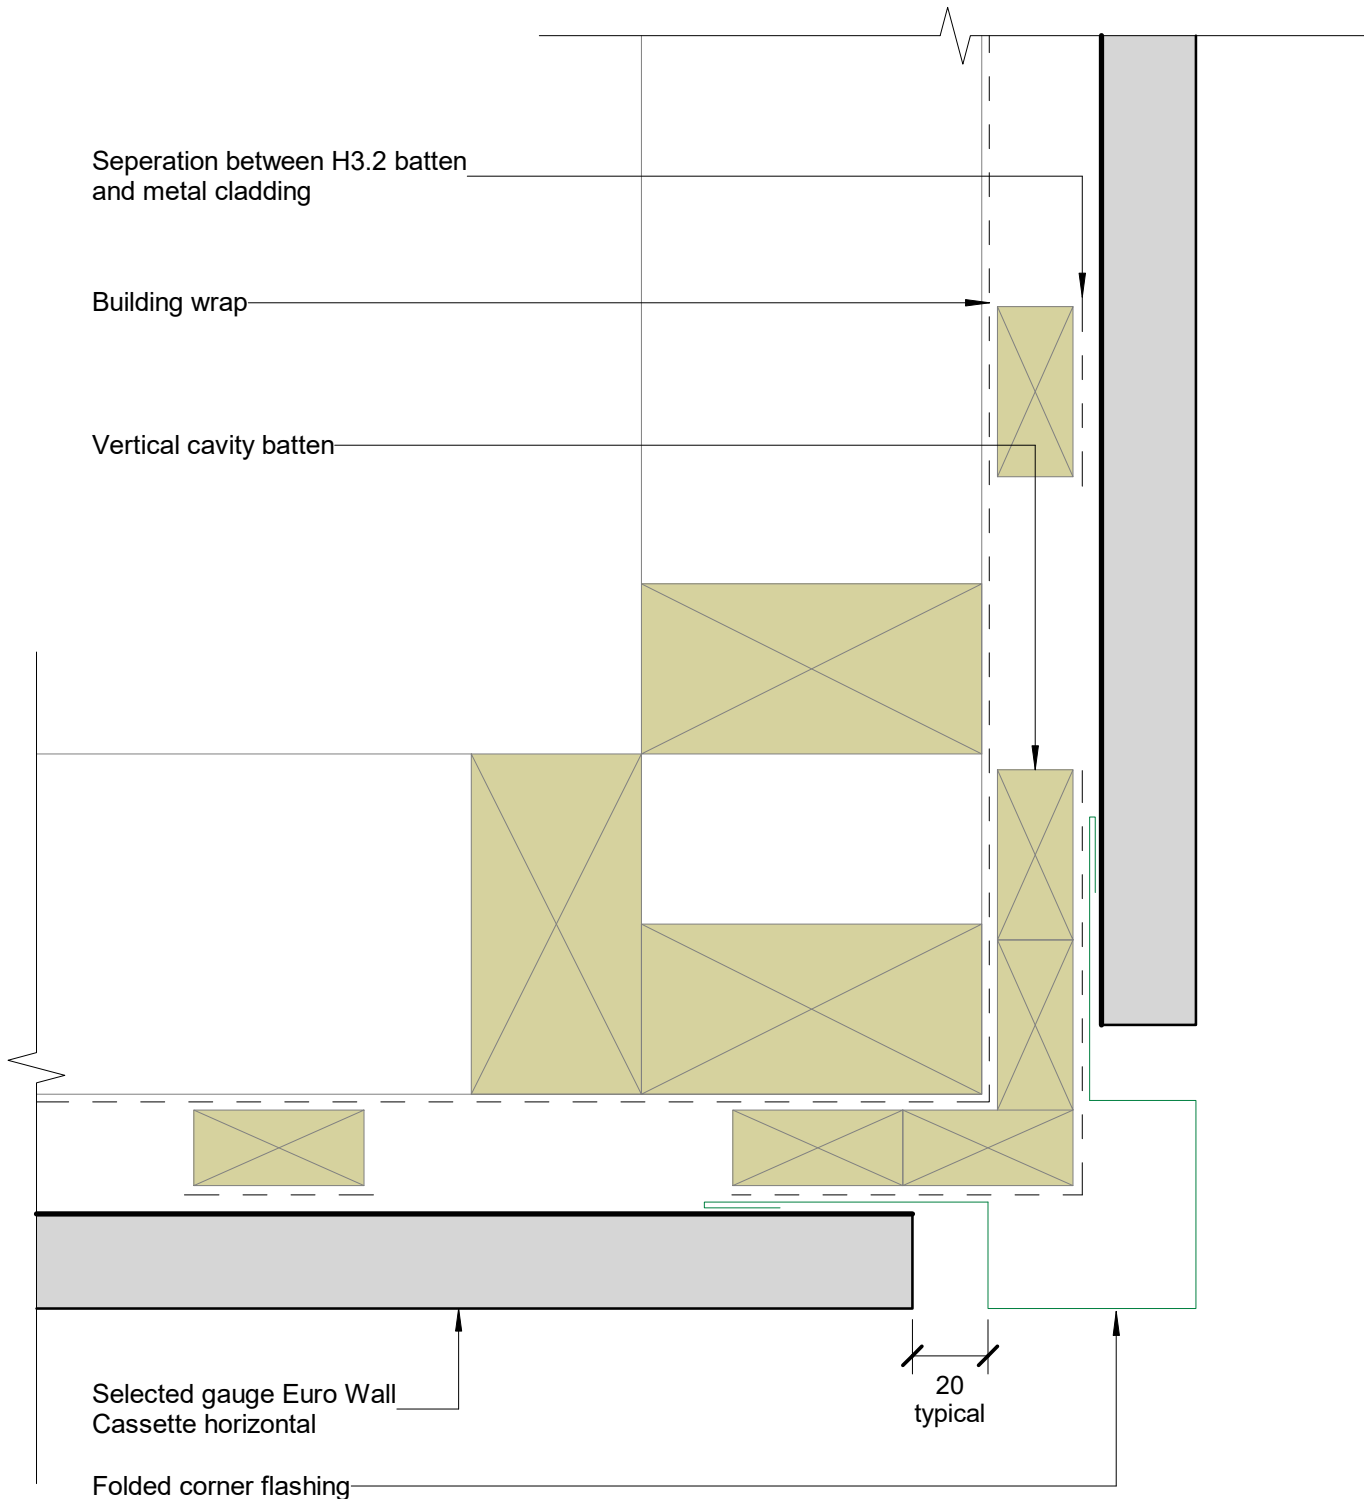 Seperation between H3.2 batten
and metal cladding
Building wrap
Vertical cavity batten
20
typical
Selected gauge Euro Wall
Cassette horizontal
Folded corner flashing